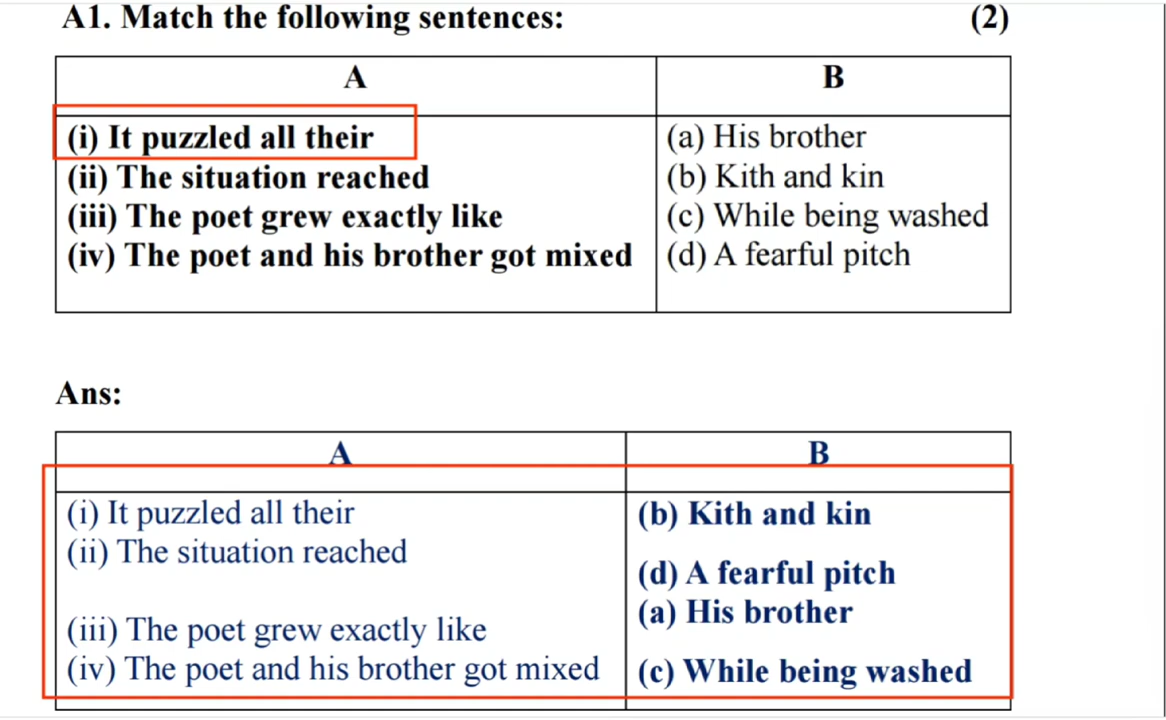 A1. Match the following sentences: (2)
A B
(i) It puzzled all their (a) His brother
(ii) The situation reached (b) Kith and kin
(iii) The poet grew exactly like (c) While being washed
(iv) The poet and his brother got mixed (d) A fearful pitch
Ans:
A B
(i) It puzzled all their (b) Kith and kin
(ii) The situation reached (d) A fearful pitch
(iii) The poet grew exactly like (a) His brother
(iv) The poet and his brother got mixed (c) While being washed